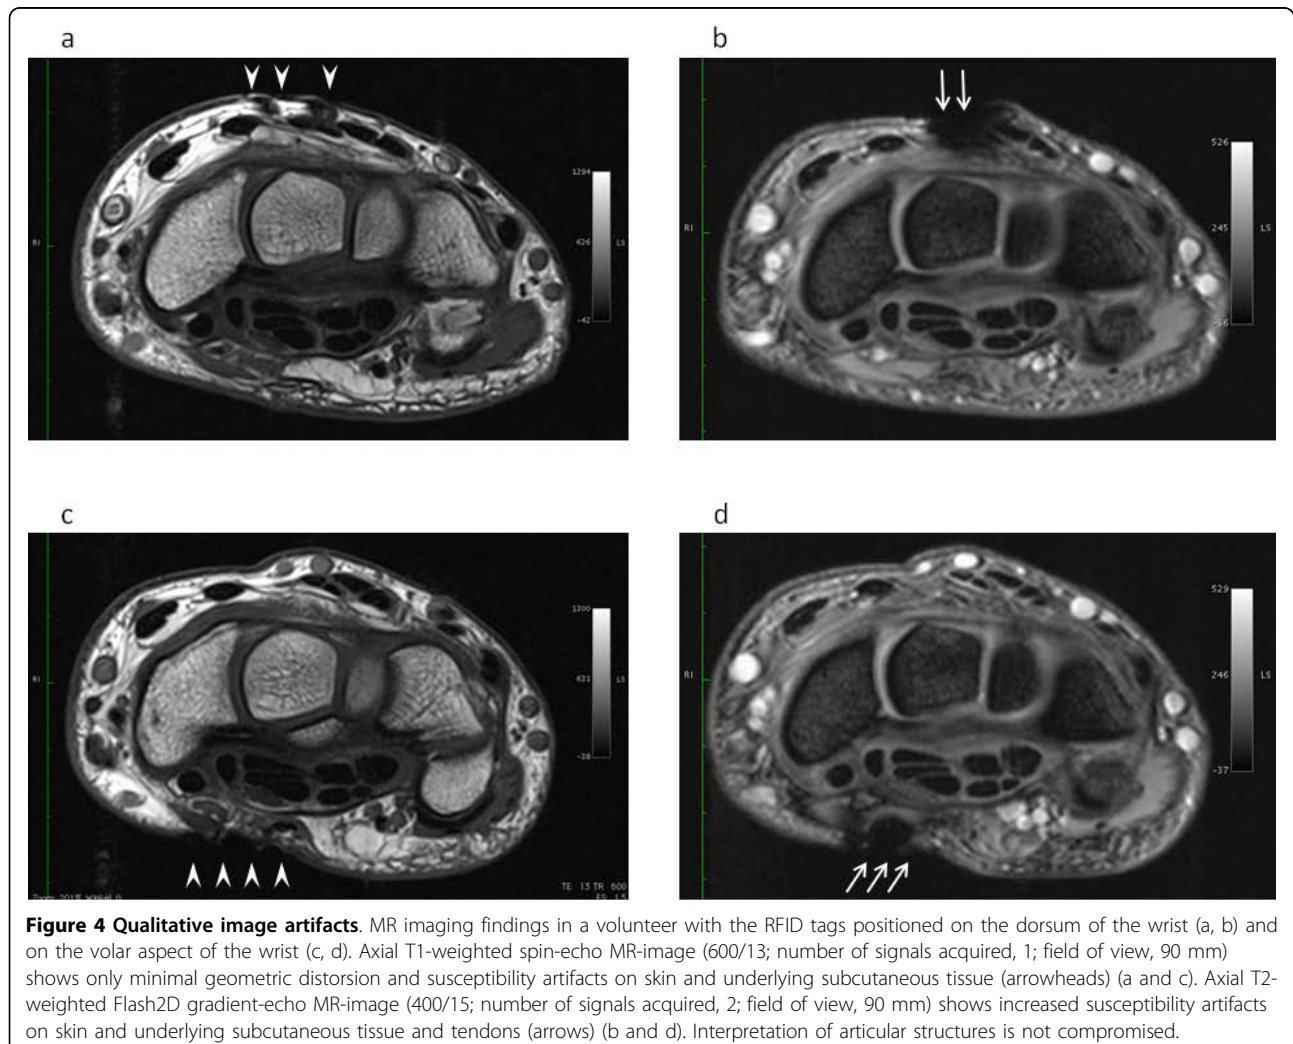 a
b
1294
526
RI
626
LS
RI
245
LS
-42
-36
c
d
1200
529
RI
631
LS
RI
246
LS
-28
-37
TE: 13 TR: 600
Figure 4 Qualitative image artifacts. MR imaging findings in a volunteer with the RFID tags positioned on the dorsum of the wrist (a, b) and
on the volar aspect of the wrist (c, d). Axial T1-weighted spin-echo MR-image (600/13; number of signals acquired, 1; field of view, 90 mm)
shows only minimal geometric distorsion and susceptibility artifacts on skin and underlying subcutaneous tissue (arrowheads) (a and c). Axial T2-
weighted Flash2D gradient-echo MR-image (400/15; number of signals acquired, 2; field of view, 90 mm) shows increased susceptibility artifacts
on skin and underlying subcutaneous tissue and tendons (arrows) (b and d). Interpretation of articular structures is not compromised.